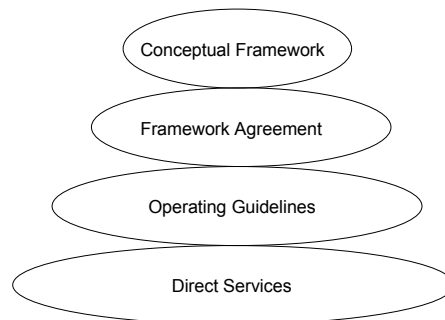 Conceptual Framework
Framework Agreement
Operating Guidelines
Direct Services